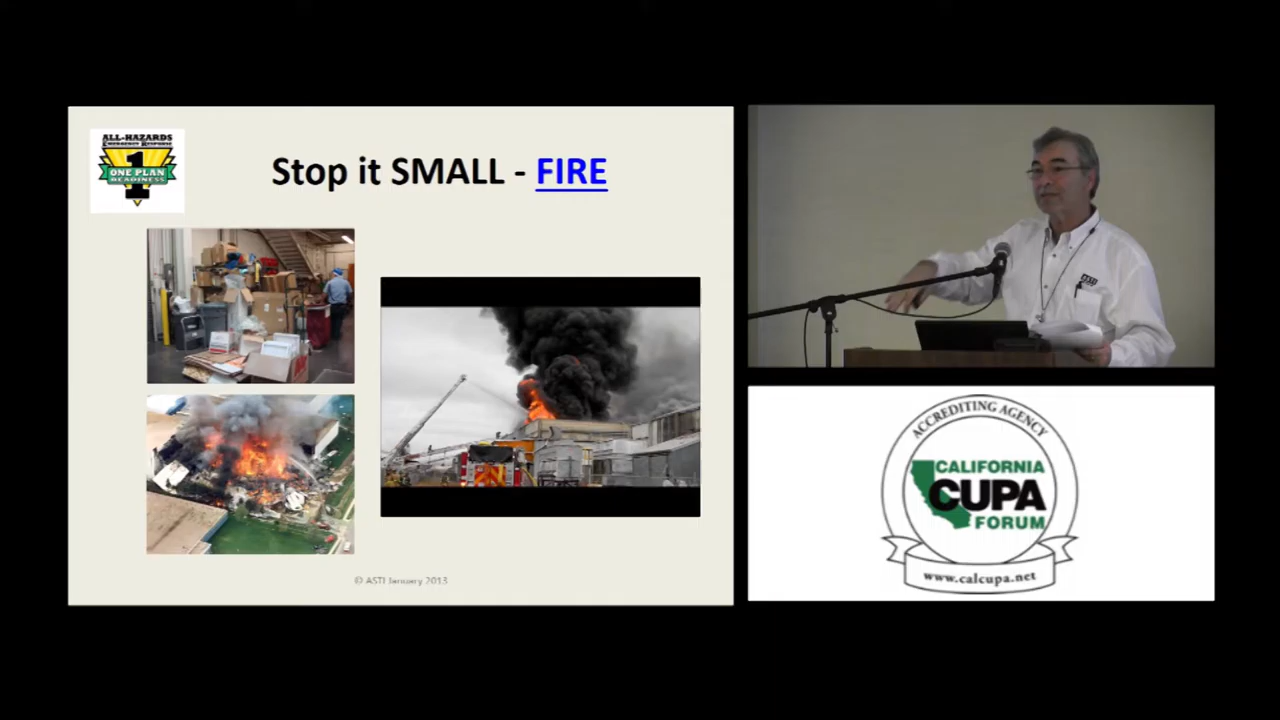 ALL-HAZARDS
EMERGENCY RESPONSE
1
ONE PLAN
READINESS
Stop it SMALL - FIRE
© ASTI January 2013
ACCREDITING AGENCY
CALIFORNIA
CUPA
FORUM
www.calcupa.net